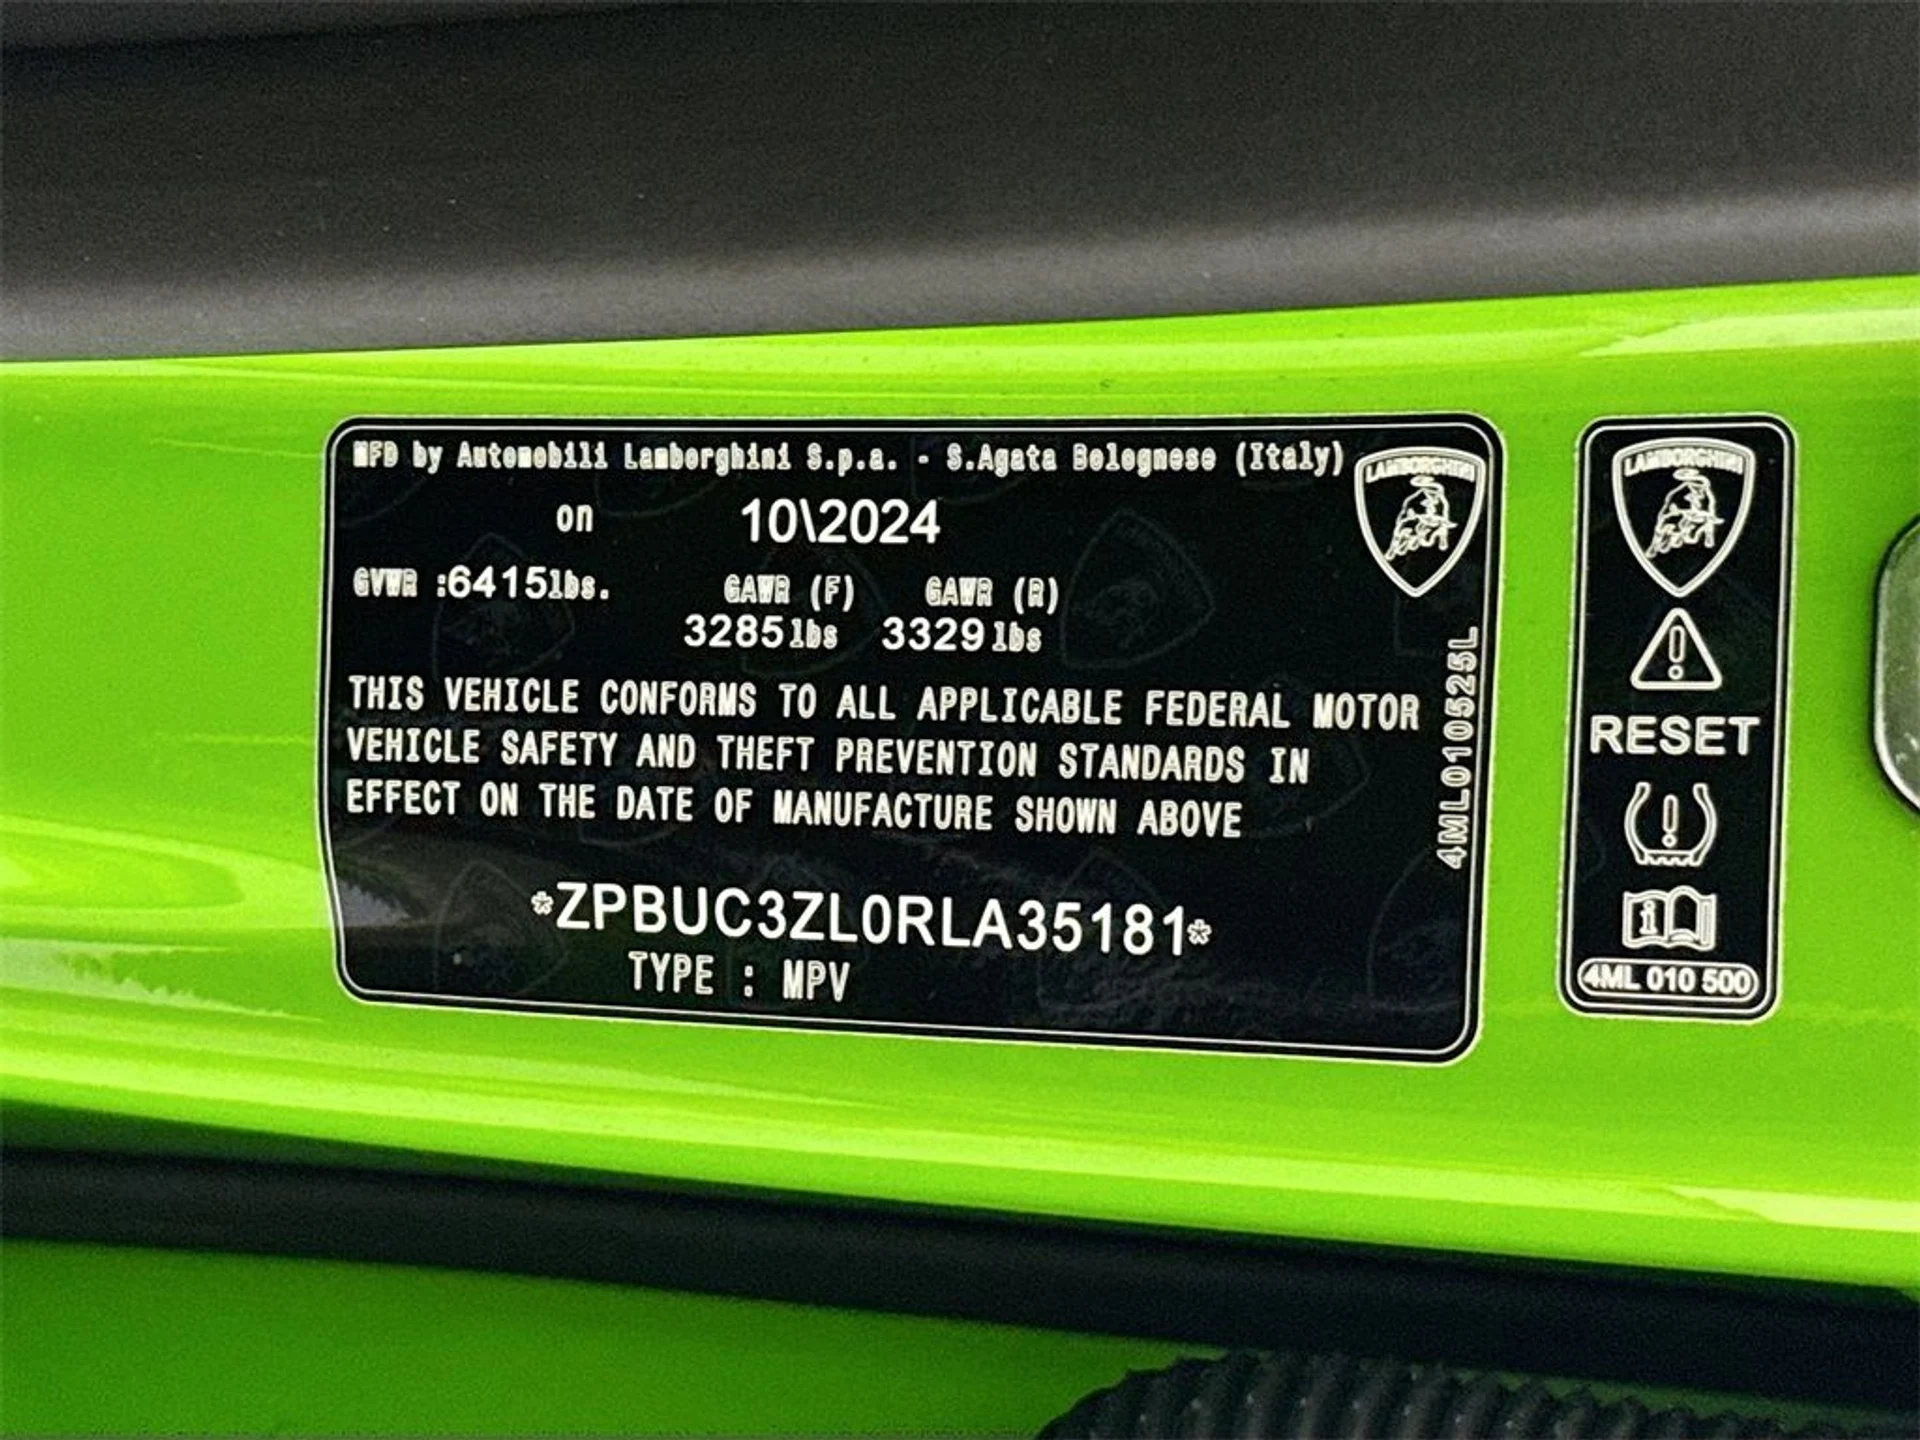 MFD by Automobili Lamborghini S.p.a. - S.Agata Bolognese (Italy)
LAMBORGHINI
on 10\2024
GVWR :6415lbs. GAWR (F) GAWR (R)
3285lbs 3329lbs
THIS VEHICLE CONFORMS TO ALL APPLICABLE FEDERAL MOTOR
VEHICLE SAFETY AND THEFT PREVENTION STANDARDS IN
EFFECT ON THE DATE OF MANUFACTURE SHOWN ABOVE
4ML010525L
*ZPBUC3ZL0RLA35181*
TYPE : MPV
LAMBORGHINI
RESET
4ML 010 500